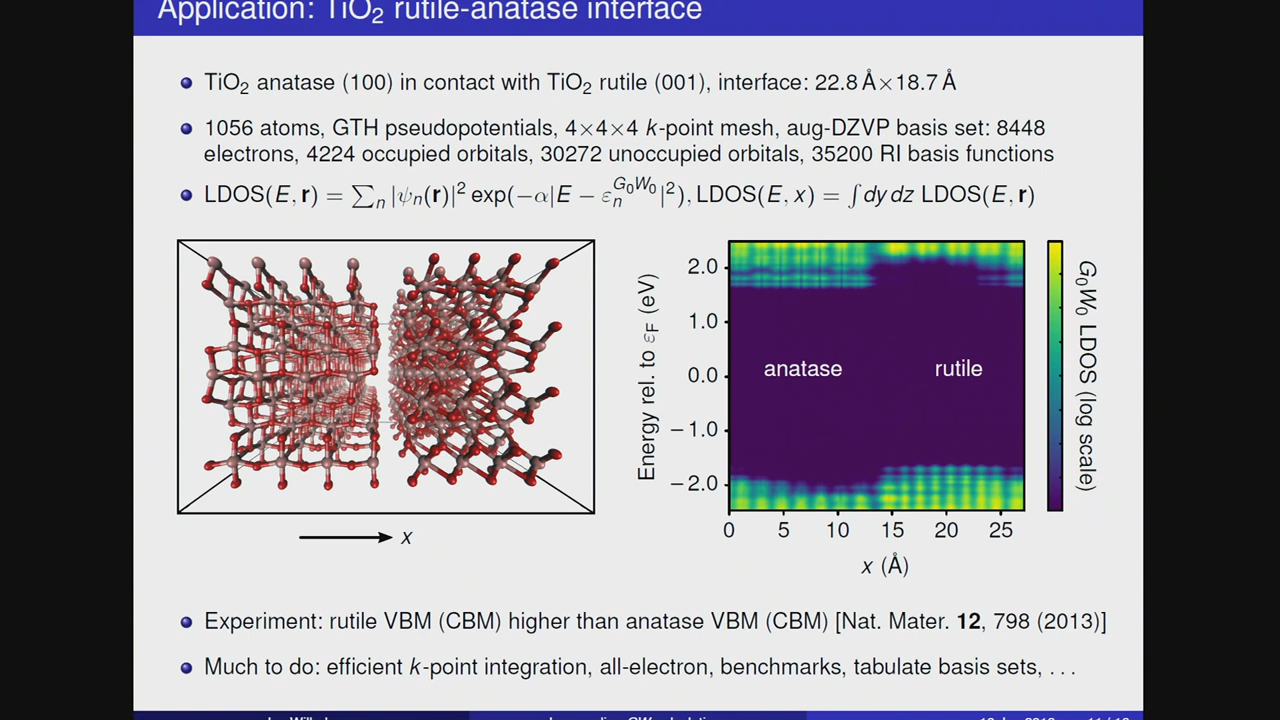 Application: TiO₂ rutile-anatase interface
TiO₂ anatase (100) in contact with TiO₂ rutile (001), interface: 22.8 Å×18.7 Å
1056 atoms, GTH pseudopotentials, 4×4×4 k-point mesh, aug-DZVP basis set: 8448
electrons, 4224 occupied orbitals, 30272 unoccupied orbitals, 35200 RI basis functions
LDOS(E, r) = ∑ₙ |ψₙ(r)|² exp(−α|E − εₙ^{G₀W₀}|²), LDOS(E, x) = ∫ dy dz LDOS(E, r)
x
Energy rel. to ε_F (eV)
2.0
1.0
0.0
−1.0
−2.0
anatase rutile
0 5 10 15 20 25
x (Å)
G₀W₀ LDOS (log scale)
Experiment: rutile VBM (CBM) higher than anatase VBM (CBM) [Nat. Mater. 12, 798 (2013)]
Much to do: efficient k-point integration, all-electron, benchmarks, tabulate basis sets, . . .